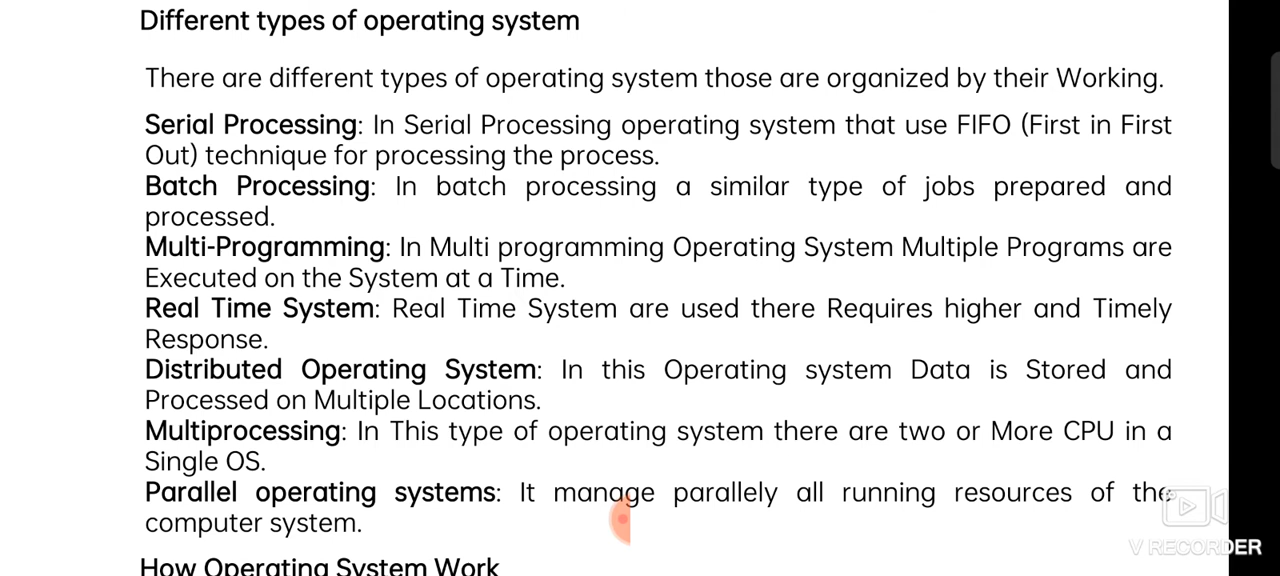 Different types of operating system
There are different types of operating system those are organized by their Working.
Serial Processing: In Serial Processing operating system that use FIFO (First in First
Out) technique for processing the process.
Batch Processing: In batch processing a similar type of jobs prepared and
processed.
Multi-Programming: In Multi programming Operating System Multiple Programs are
Executed on the System at a Time.
Real Time System: Real Time System are used there Requires higher and Timely
Response.
Distributed Operating System: In this Operating system Data is Stored and
Processed on Multiple Locations.
Multiprocessing: In This type of operating system there are two or More CPU in a
Single OS.
Parallel operating systems: It manage parallely all running resources of the
computer system.
V RECORDER
How Operating System Work